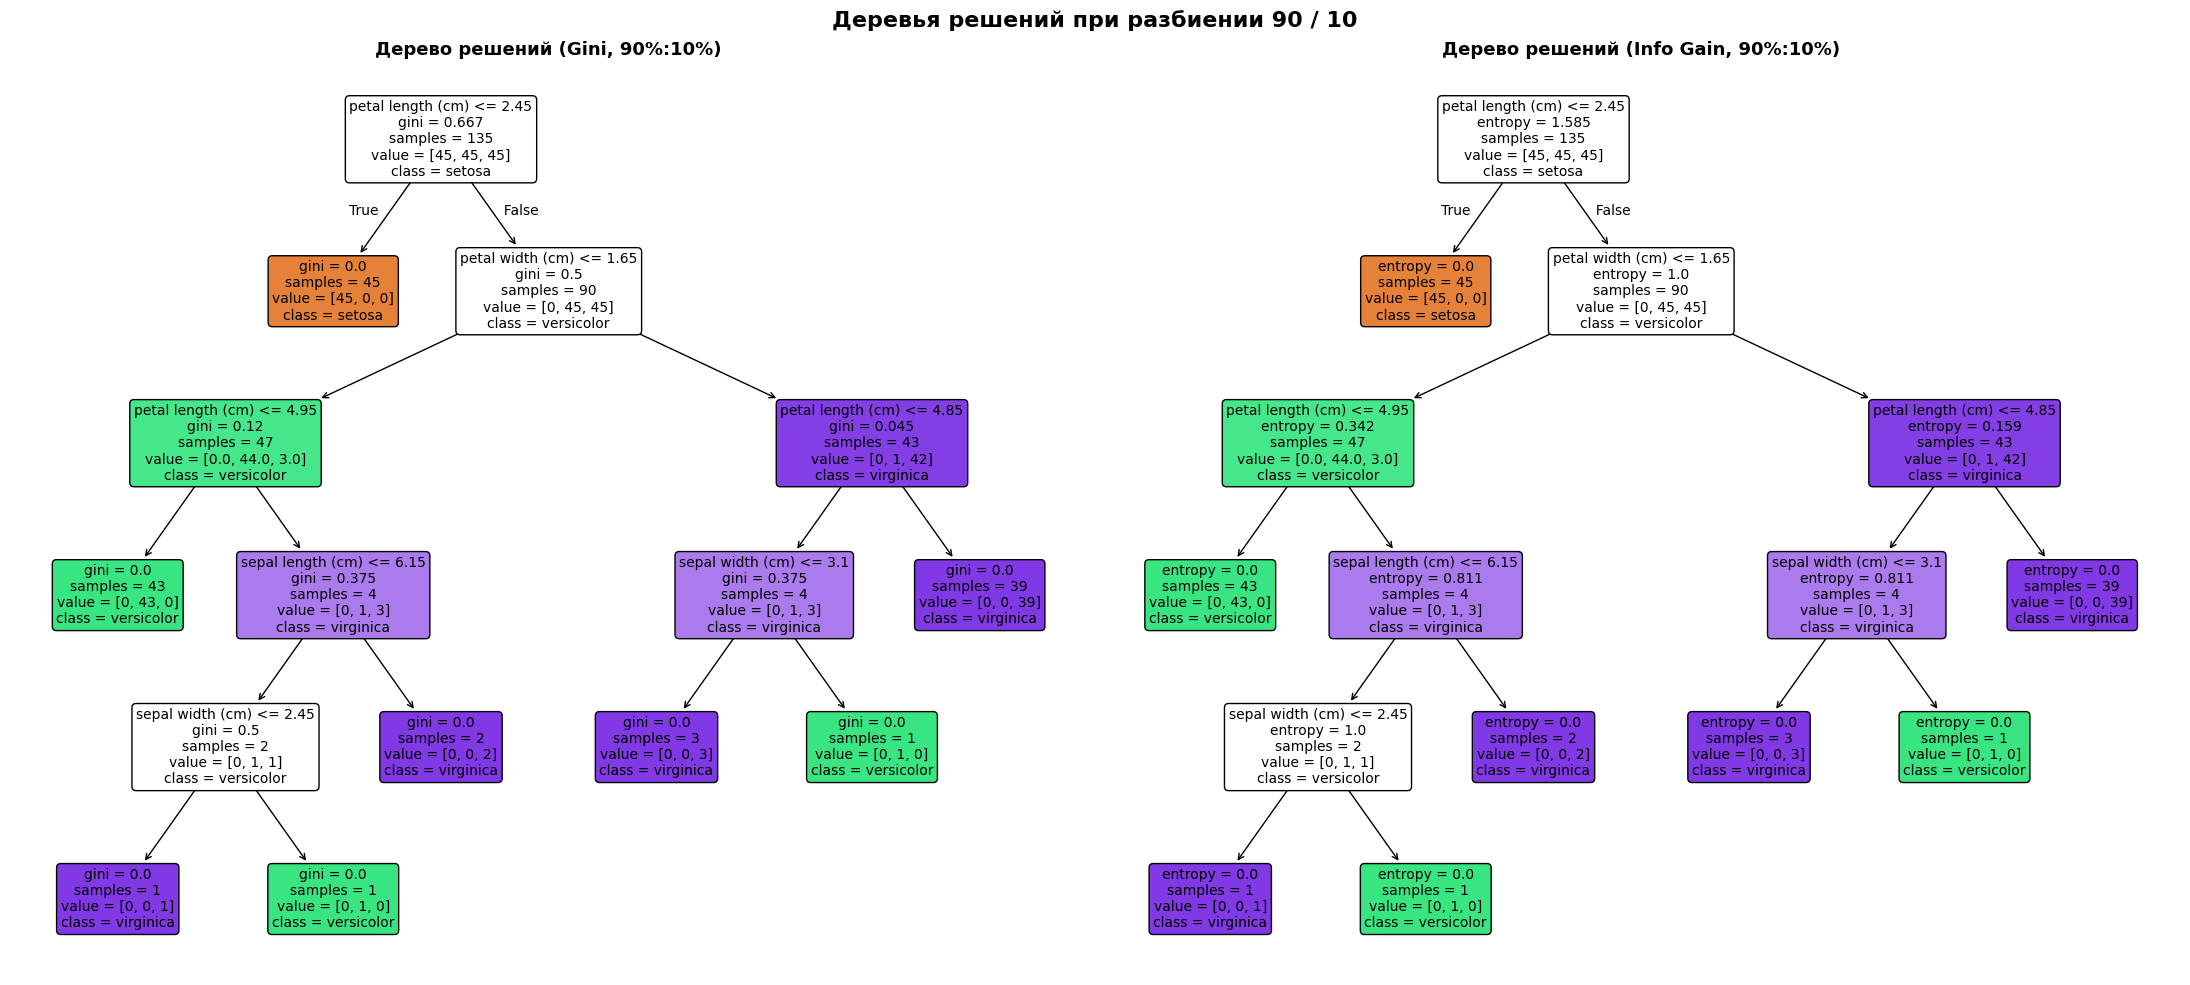 Деревья решений при разбиении 90 / 10
Дерево решений (Gini, 90%:10%)
petal length (cm) <= 2.45
gini = 0.667
samples = 135
value = [45, 45, 45]
class = setosa
True
False
gini = 0.0
samples = 45
value = [45, 0, 0]
class = setosa
petal width (cm) <= 1.65
gini = 0.5
samples = 90
value = [0, 45, 45]
class = versicolor
petal length (cm) <= 4.95
gini = 0.12
samples = 47
value = [0.0, 44.0, 3.0]
class = versicolor
petal length (cm) <= 4.85
gini = 0.045
samples = 43
value = [0, 1, 42]
class = virginica
gini = 0.0
samples = 43
value = [0, 43, 0]
class = versicolor
sepal length (cm) <= 6.15
gini = 0.375
samples = 4
value = [0, 1, 3]
class = virginica
sepal width (cm) <= 3.1
gini = 0.375
samples = 4
value = [0, 1, 3]
class = virginica
gini = 0.0
samples = 39
value = [0, 0, 39]
class = virginica
sepal width (cm) <= 2.45
gini = 0.5
samples = 2
value = [0, 1, 1]
class = versicolor
gini = 0.0
samples = 2
value = [0, 0, 2]
class = virginica
gini = 0.0
samples = 3
value = [0, 0, 3]
class = virginica
gini = 0.0
samples = 1
value = [0, 1, 0]
class = versicolor
gini = 0.0
samples = 1
value = [0, 0, 1]
class = virginica
gini = 0.0
samples = 1
value = [0, 1, 0]
class = versicolor
Дерево решений (Info Gain, 90%:10%)
petal length (cm) <= 2.45
entropy = 1.585
samples = 135
value = [45, 45, 45]
class = setosa
True
False
entropy = 0.0
samples = 45
value = [45, 0, 0]
class = setosa
petal width (cm) <= 1.65
entropy = 1.0
samples = 90
value = [0, 45, 45]
class = versicolor
petal length (cm) <= 4.95
entropy = 0.342
samples = 47
value = [0.0, 44.0, 3.0]
class = versicolor
petal length (cm) <= 4.85
entropy = 0.159
samples = 43
value = [0, 1, 42]
class = virginica
entropy = 0.0
samples = 43
value = [0, 43, 0]
class = versicolor
sepal length (cm) <= 6.15
entropy = 0.811
samples = 4
value = [0, 1, 3]
class = virginica
sepal width (cm) <= 3.1
entropy = 0.811
samples = 4
value = [0, 1, 3]
class = virginica
entropy = 0.0
samples = 39
value = [0, 0, 39]
class = virginica
sepal width (cm) <= 2.45
entropy = 1.0
samples = 2
value = [0, 1, 1]
class = versicolor
entropy = 0.0
samples = 2
value = [0, 0, 2]
class = virginica
entropy = 0.0
samples = 3
value = [0, 0, 3]
class = virginica
entropy = 0.0
samples = 1
value = [0, 1, 0]
class = versicolor
entropy = 0.0
samples = 1
value = [0, 0, 1]
class = virginica
entropy = 0.0
samples = 1
value = [0, 1, 0]
class = versicolor